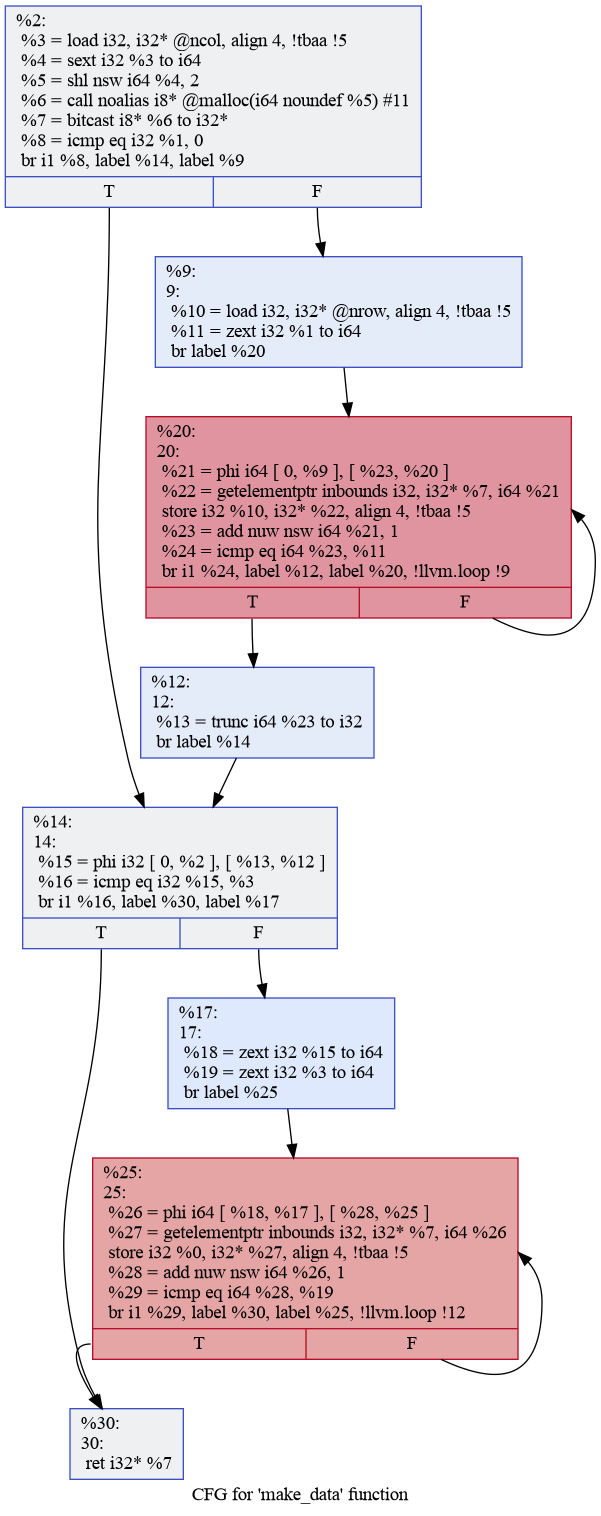 %2:
%3 = load i32, i32* @ncol, align 4, !tbaa !5
%4 = sext i32 %3 to i64
%5 = shl nsw i64 %4, 2
%6 = call noalias i8* @malloc(i64 noundef %5) #11
%7 = bitcast i8* %6 to i32*
%8 = icmp eq i32 %1, 0
br i1 %8, label %14, label %9
T F
%9:
9:
%10 = load i32, i32* @nrow, align 4, !tbaa !5
%11 = zext i32 %1 to i64
br label %20
%20:
20:
%21 = phi i64 [ 0, %9 ], [ %23, %20 ]
%22 = getelementptr inbounds i32, i32* %7, i64 %21
store i32 %10, i32* %22, align 4, !tbaa !5
%23 = add nuw nsw i64 %21, 1
%24 = icmp eq i64 %23, %11
br i1 %24, label %12, label %20, !llvm.loop !9
T F
%12:
12:
%13 = trunc i64 %23 to i32
br label %14
%14:
14:
%15 = phi i32 [ 0, %2 ], [ %13, %12 ]
%16 = icmp eq i32 %15, %3
br i1 %16, label %30, label %17
T F
%17:
17:
%18 = zext i32 %15 to i64
%19 = zext i32 %3 to i64
br label %25
%25:
25:
%26 = phi i64 [ %18, %17 ], [ %28, %25 ]
%27 = getelementptr inbounds i32, i32* %7, i64 %26
store i32 %0, i32* %27, align 4, !tbaa !5
%28 = add nuw nsw i64 %26, 1
%29 = icmp eq i64 %28, %19
br i1 %29, label %30, label %25, !llvm.loop !12
T F
%30:
30:
ret i32* %7
CFG for 'make_data' function